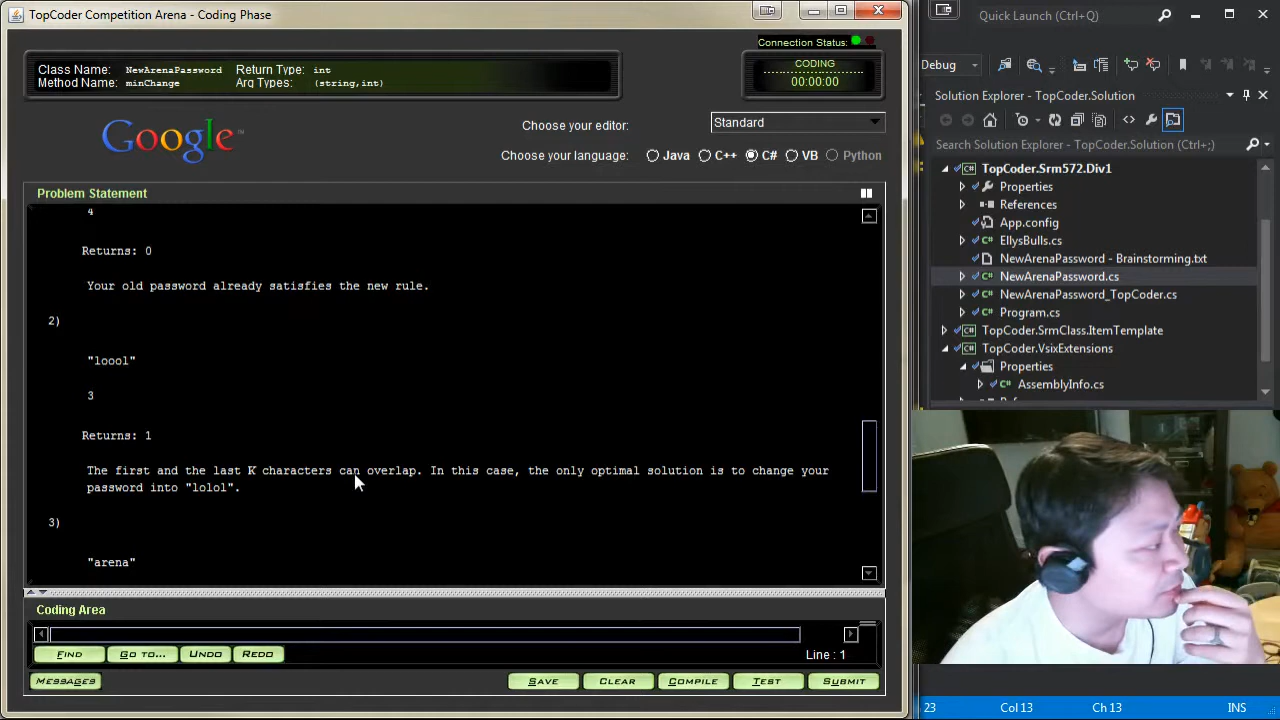 TopCoder Competition Arena - Coding Phase
Quick Launch (Ctrl+Q)
Connection Status:
Class Name: NewArenaPassword Return Type: int
Method Name: minChange Arg Types: (string,int)
CODING
00:00:00
Debug
Solution Explorer - TopCoder.Solution
Google™
Choose your editor: Standard
Choose your language: Java C++ C# VB Python
Search Solution Explorer - TopCoder.Solution (Ctrl+;)
TopCoder.Srm572.Div1
Properties
References
App.config
EllysBulls.cs
NewArenaPassword - Brainstorming.txt
NewArenaPassword.cs
NewArenaPassword_TopCoder.cs
Program.cs
TopCoder.SrmClass.ItemTemplate
TopCoder.VsixExtensions
Properties
AssemblyInfo.cs
Problem Statement
4
Returns: 0
Your old password already satisfies the new rule.
2)
"loool"
3
Returns: 1
The first and the last K characters can overlap. In this case, the only optimal solution is to change your
password into "lolol".
3)
"arena"
Coding Area
FIND GO TO... UNDO REDO
Line : 1
MESSAGES SAVE CLEAR COMPILE TEST SUBMIT
23 Col 13 Ch 13 INS